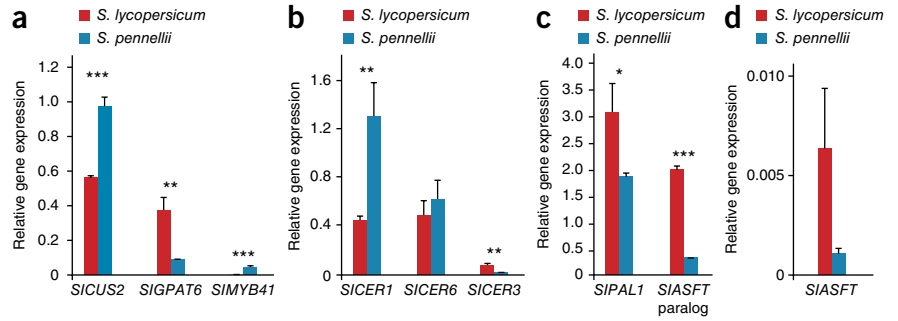 a
S. lycopersicum
S. pennellii
Relative gene expression
1.2
1.0
0.8
0.6
0.4
0.2
0
***
**
***
SlCUS2 SlGPAT6 SlMYB41
b
S. lycopersicum
S. pennellii
Relative gene expression
1.6
1.2
0.8
0.4
0
**
**
SlCER1 SlCER6 SlCER3
c
S. lycopersicum
S. pennellii
Relative gene expression
4.0
3.5
3.0
2.5
2.0
1.5
1.0
0.5
0
*
***
SlPAL1 SlASFT
paralog
d
S. lycopersicum
S. pennellii
Relative gene expression
0.010
0.005
0
SlASFT